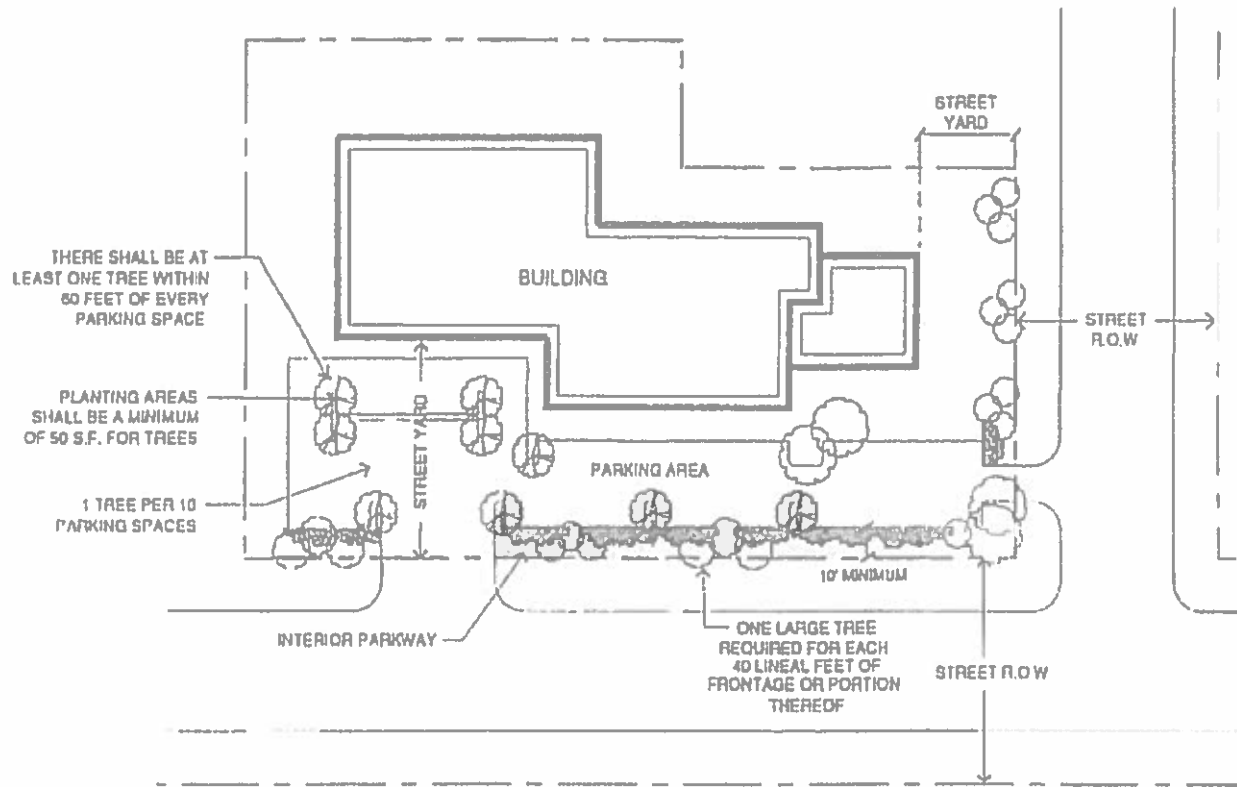 STREET
YARD
THERE SHALL BE AT
LEAST ONE TREE WITHIN
60 FEET OF EVERY
PARKING SPACE
BUILDING
STREET
R.O.W
PLANTING AREAS
SHALL BE A MINIMUM
OF 50 S.F. FOR TREES
STREET YARD
PARKING AREA
1 TREE PER 10
PARKING SPACES
10' MINIMUM
INTERIOR PARKWAY
ONE LARGE TREE
REQUIRED FOR EACH
40 LINEAL FEET OF
FRONTAGE OR PORTION
THEREOF
STREET R.O.W